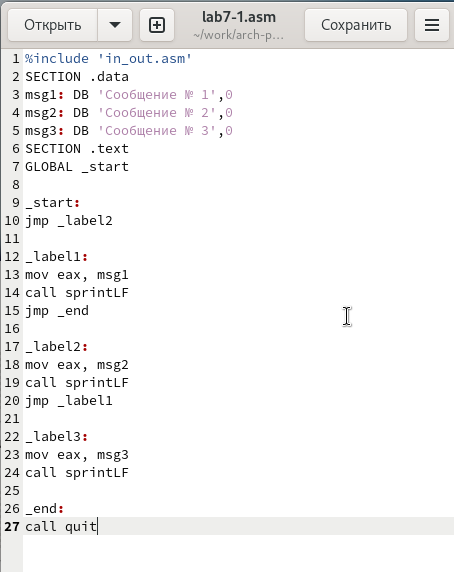 Открыть
lab7-1.asm
~/work/arch-p…
Сохранить
1 %include 'in_out.asm'
2 SECTION .data
3 msg1: DB 'Сообщение № 1',0
4 msg2: DB 'Сообщение № 2',0
5 msg3: DB 'Сообщение № 3',0
6 SECTION .text
7 GLOBAL _start
8
9 _start:
10 jmp _label2
11
12 _label1:
13 mov eax, msg1
14 call sprintLF
15 jmp _end
16
17 _label2:
18 mov eax, msg2
19 call sprintLF
20 jmp _label1
21
22 _label3:
23 mov eax, msg3
24 call sprintLF
25
26 _end:
27 call quit